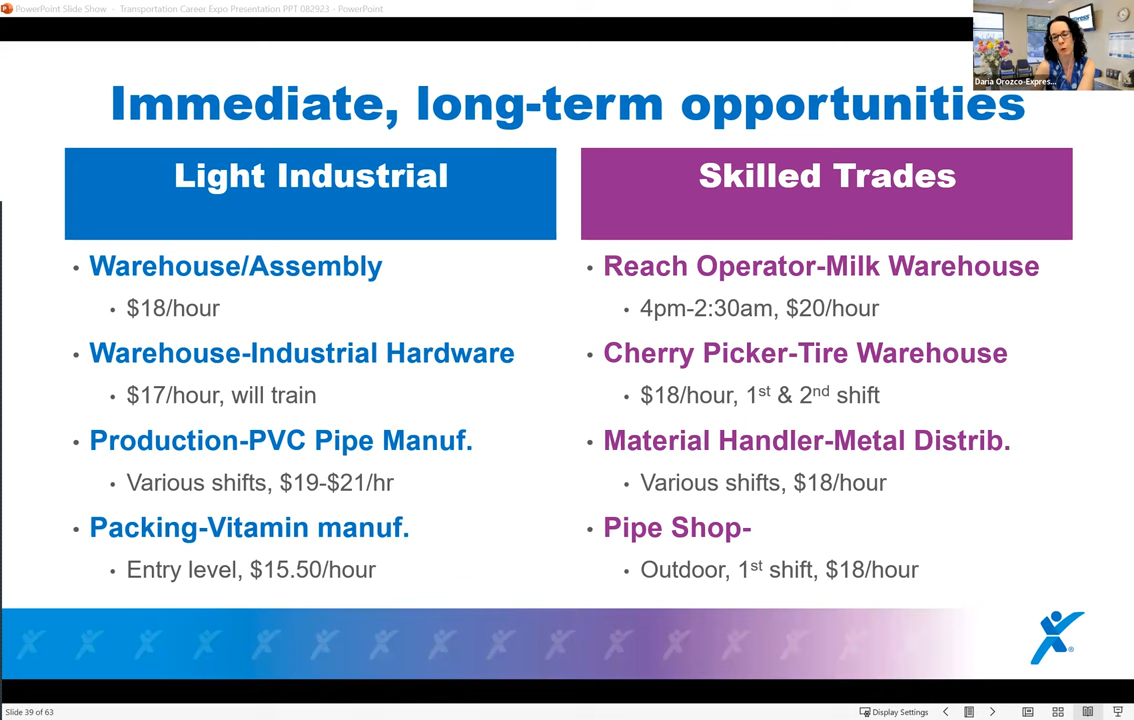 PowerPoint Slide Show - Transportation Career Expo Presentation PPT 082923 - PowerPoint
Daria Orozco-Expres...
Immediate, long-term opportunities
Light Industrial
• Warehouse/Assembly
• $18/hour
• Warehouse-Industrial Hardware
• $17/hour, will train
• Production-PVC Pipe Manuf.
• Various shifts, $19-$21/hr
• Packing-Vitamin manuf.
• Entry level, $15.50/hour
Skilled Trades
• Reach Operator-Milk Warehouse
• 4pm-2:30am, $20/hour
• Cherry Picker-Tire Warehouse
• $18/hour, 1st & 2nd shift
• Material Handler-Metal Distrib.
• Various shifts, $18/hour
• Pipe Shop-
• Outdoor, 1st shift, $18/hour
®
Slide 39 of 63
Display Settings